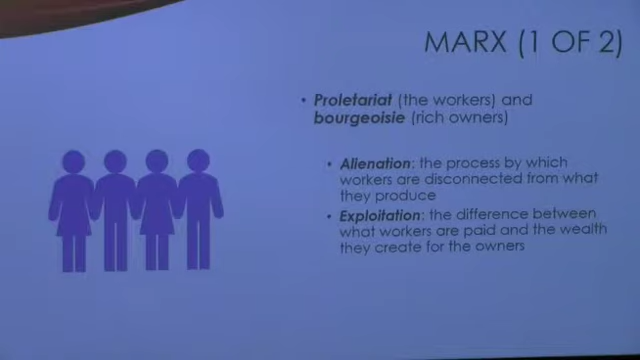 MARX (1 OF 2)
• Proletariat (the workers) and
bourgeoisie (rich owners)
• Alienation: the process by which
workers are disconnected from what
they produce
• Exploitation: the difference between
what workers are paid and the wealth
they create for the owners